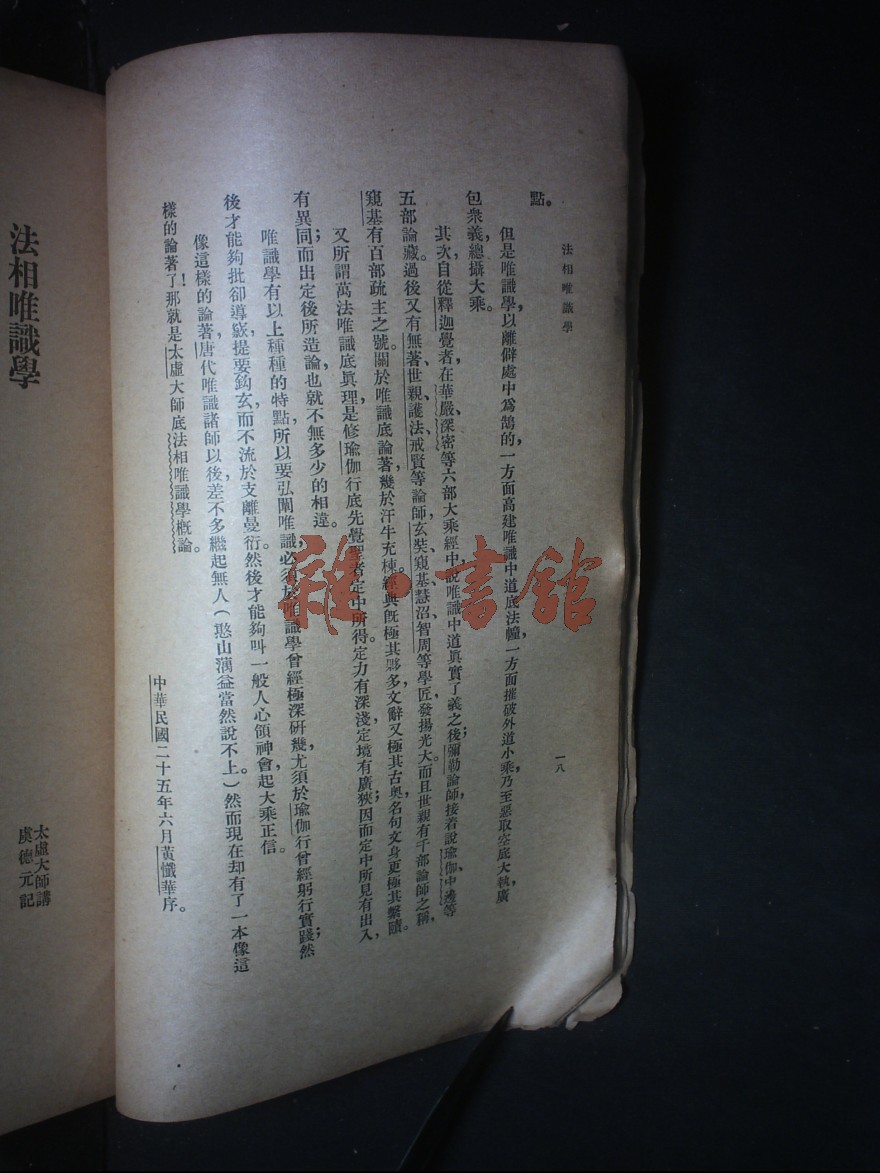 法相唯識學
一八
點。
但是唯識學以離僻處中爲鵠的一方面高建唯識中道底法幢，一方面摧破外道小乘乃至惡取空底大執廣
包衆義，總攝大乘。
其次自從釋迦覺者，在華嚴、深密等六部大乘經中說唯識中道眞實了義之後；彌勒論師，接着說瑜伽中邊等
五部論藏。過後又有無著、世親、護法、戒賢等論師，玄奘、窺基、慧沼、智周等學匠，發揚光大。而且世親有千部論師之稱，
窺基有百部疏主之號。關於唯識底論著，幾於汗牛充棟。經典既極其夥多，文辭又極其古奧，名句文身更極其繫賾。
又所謂萬法唯識底眞理，是修瑜伽行底先覺聖者定中所得。定力有深淺，定境有廣狹；因而定中所見有出入，
有異同；而出定後所造論，也就不無多少的相違。
唯識學有以上種種的特點，所以要弘闡唯識，必須於唯識學曾經極深研幾，尤須於瑜伽行曾經躬行實踐；然
後才能夠批卻導窾，提要鈎玄，而不流於支離曼衍。然後才能夠叫一般人心領神會，起大乘正信。
像這樣的論著，唐代唯識諸師以後，差不多繼起無人（憨山澫益當然說不上。）然而現在却有了一本像這
樣的論著了！那就是太虛大師底法相唯識學概論。
中華民國二十五年六月黃懺華序。
法相唯識學
太虛大師講
虞德元記
雜·書館